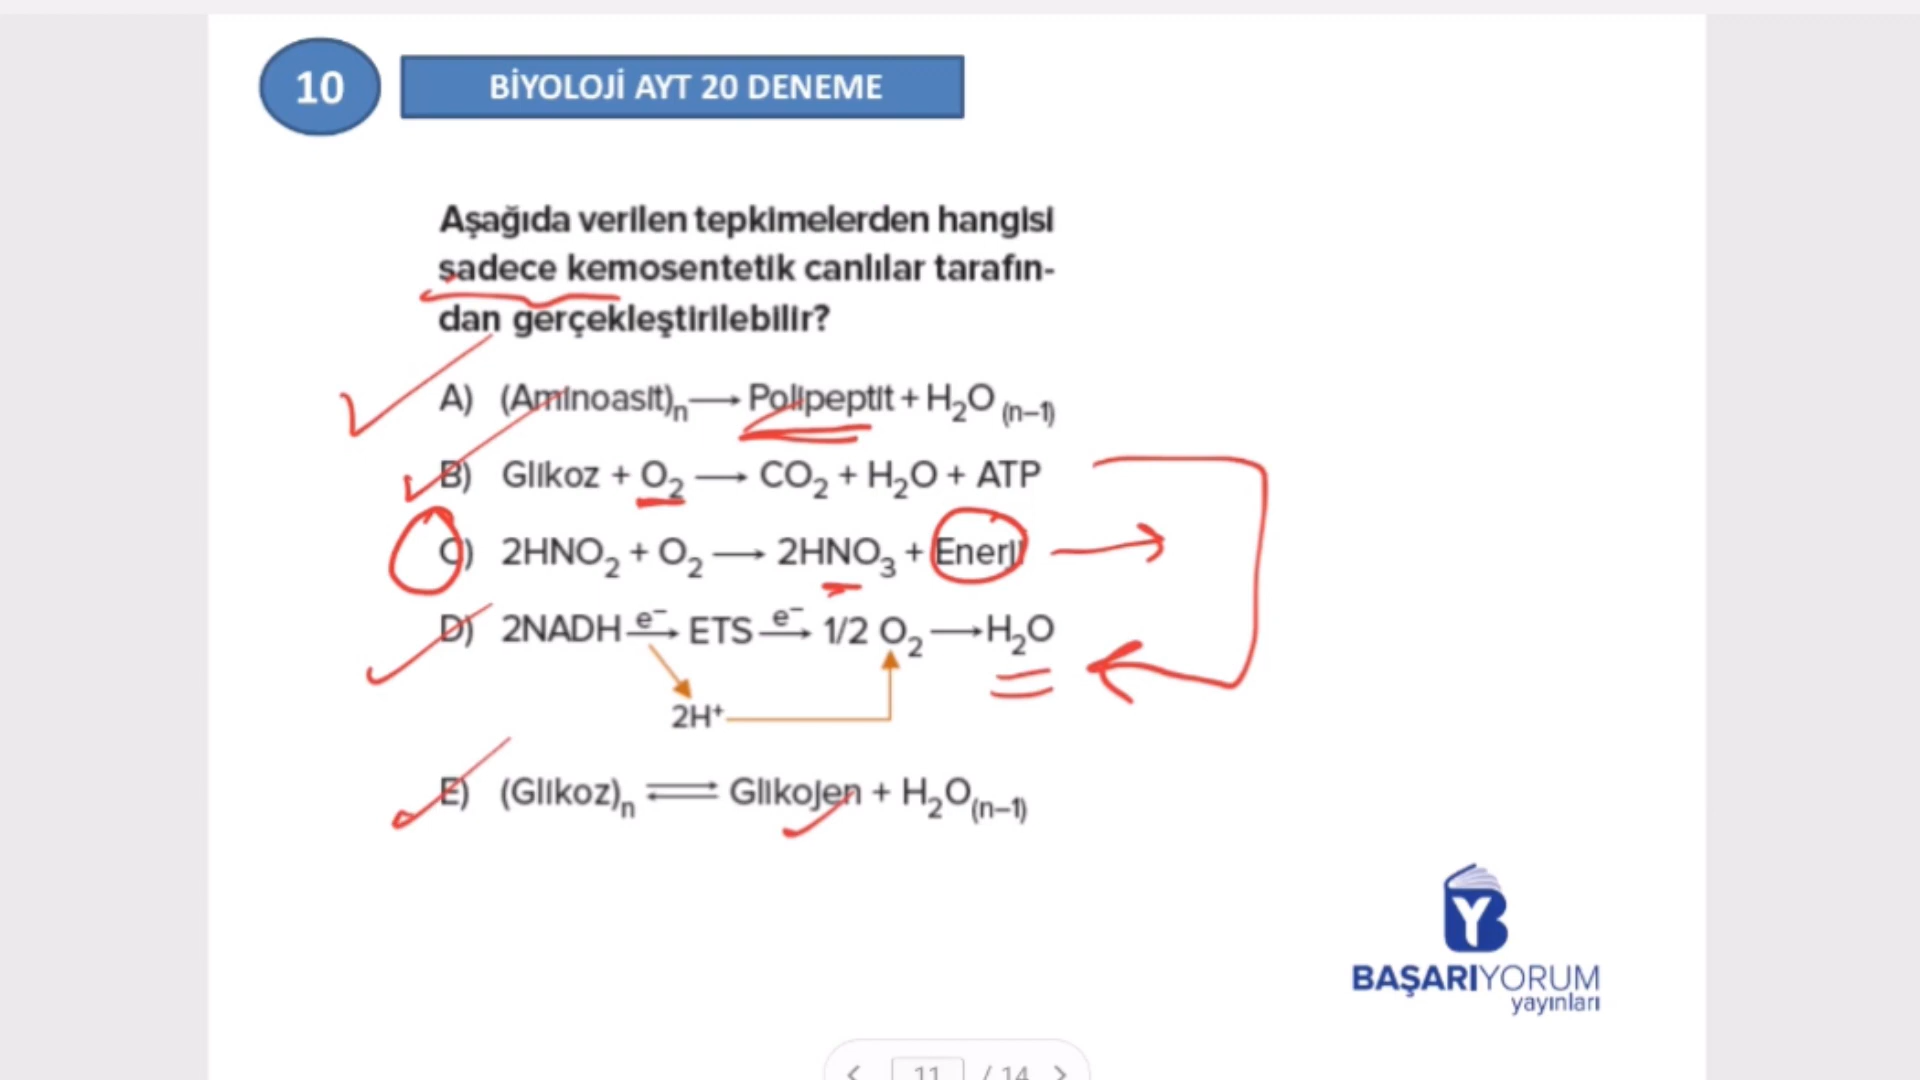 10
BİYOLOJİ AYT 20 DENEME
Aşağıda verilen tepkimelerden hangisi
sadece kemosentetik canlılar tarafın-
dan gerçekleştirilebilir?
A) (Aminoasit)n → Polipeptit + H2O (n–1)
B) Glikoz + O2 → CO2 + H2O + ATP
C) 2HNO2 + O2 → 2HNO3 + Enerji
D) 2NADH e– → ETS e– → 1/2 O2 → H2O
2H+
E) (Glikoz)n ⇌ Glikojen + H2O(n–1)
BAŞARIYORUM
yayınları
11 / 14